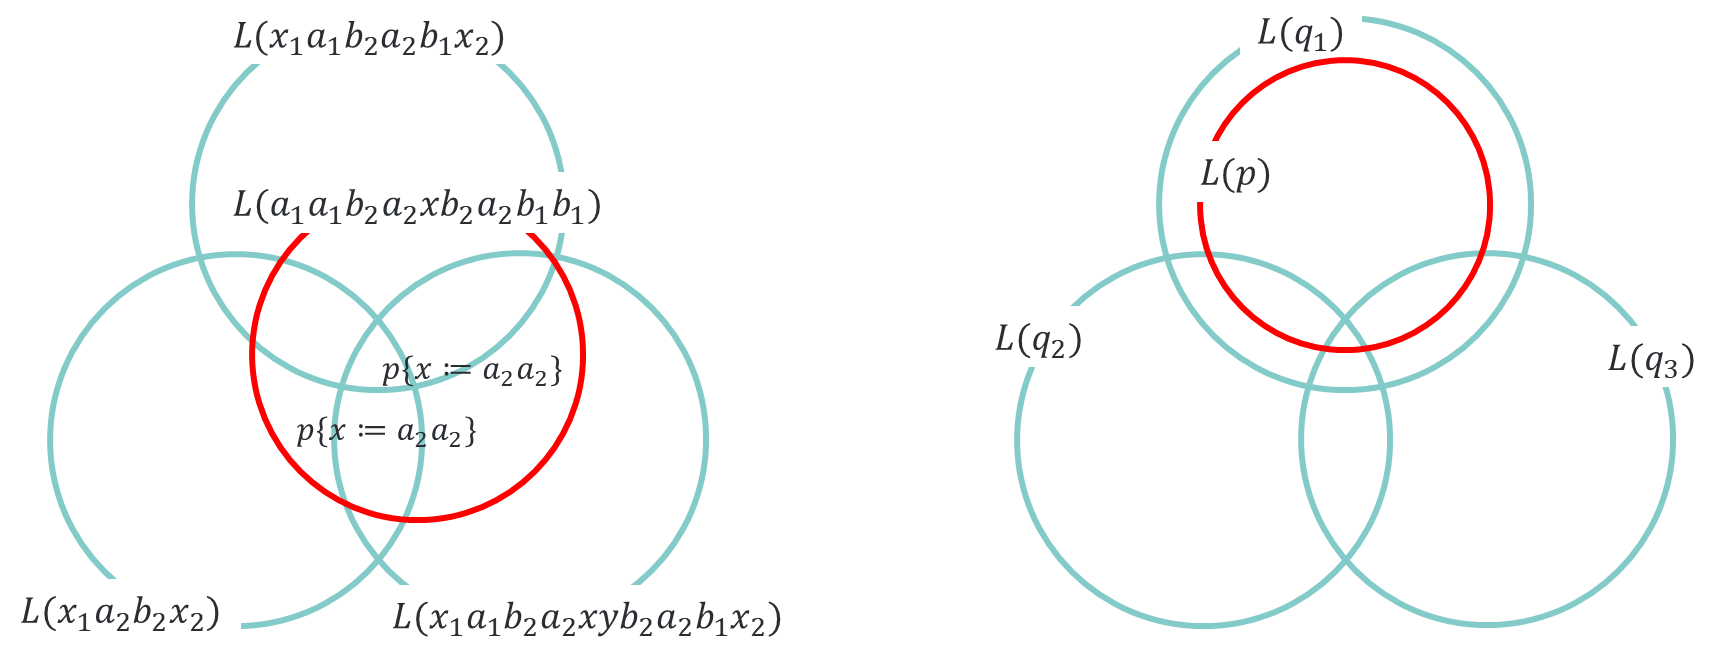 L(x₁a₁b₂a₂b₁x₂)
L(a₁a₁b₂a₂xb₂a₂b₁b₁)
p{x ≔ a₂a₂}
p{x ≔ a₂a₂}
L(x₁a₂b₂x₂)
L(x₁a₁b₂a₂xyb₂a₂b₁x₂)
L(q₁)
L(p)
L(q₂)
L(q₃)